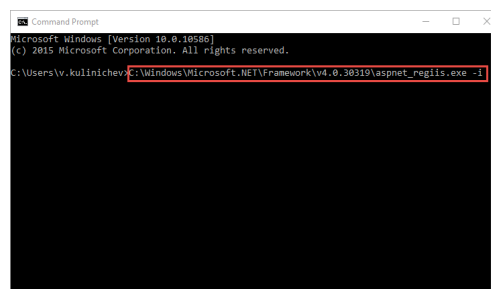 Command Prompt
Microsoft Windows [Version 10.0.10586]
(c) 2015 Microsoft Corporation. All rights reserved.
C:\Users\v.kulinichev>C:\Windows\Microsoft.NET\Framework\v4.0.30319\aspnet_regiis.exe -i